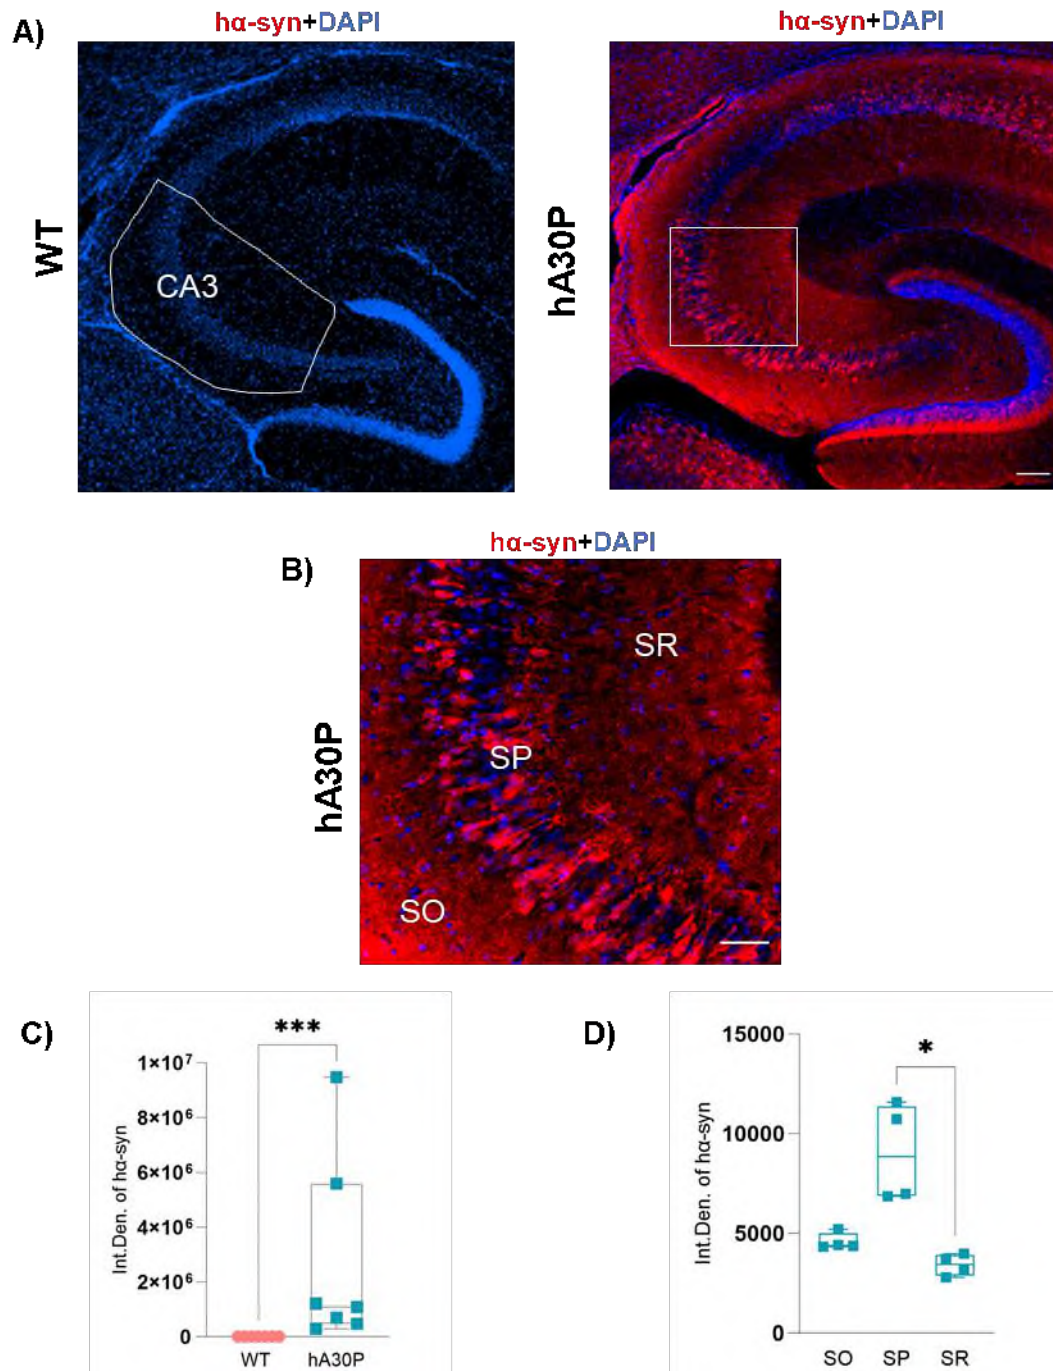 A)
hα-syn+DAPI
hα-syn+DAPI
WT
CA3
hA30P
hα-syn+DAPI
B)
hA30P
SR
SP
SO
C)
***
Int.Den. of hα-syn
1×10⁷
8×10⁶
6×10⁶
4×10⁶
2×10⁶
0
WT hA30P
D)
*
Int.Den. of hα-syn
15000
10000
5000
0
SO SP SR